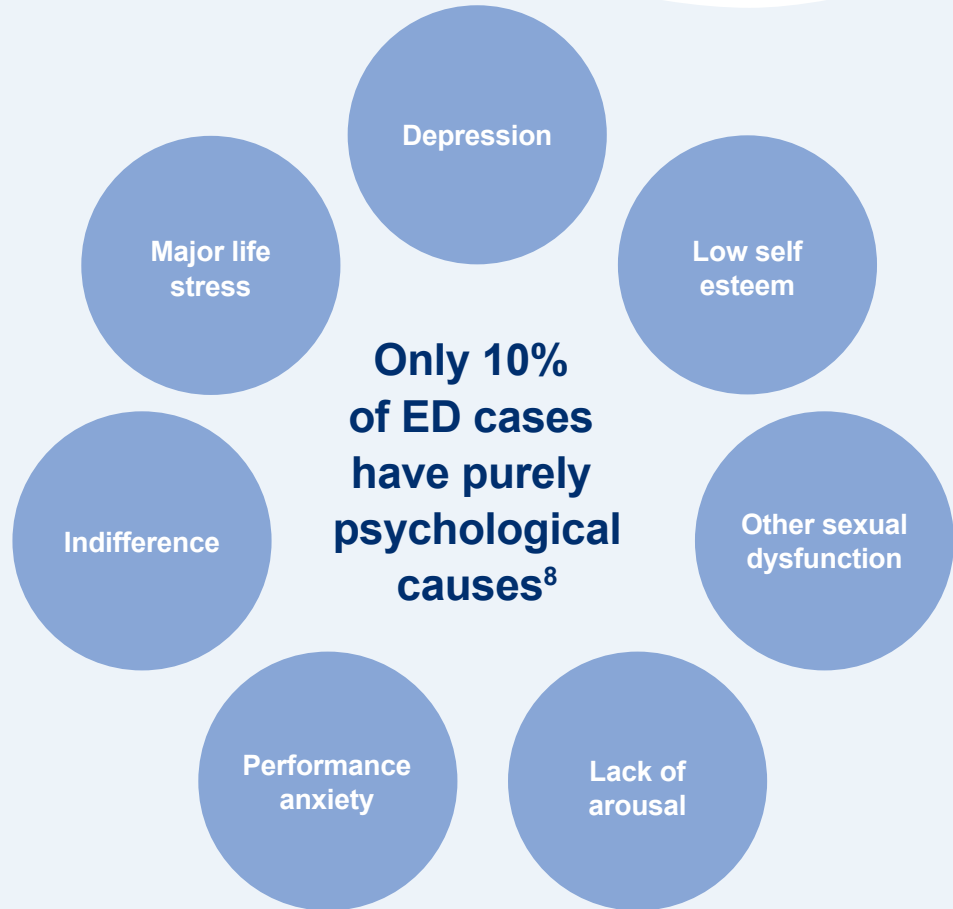 Depression
Major life
stress
Low self
esteem
Only 10%
of ED cases
have purely
psychological
causes⁸
Indifference
Other sexual
dysfunction
Performance
anxiety
Lack of
arousal